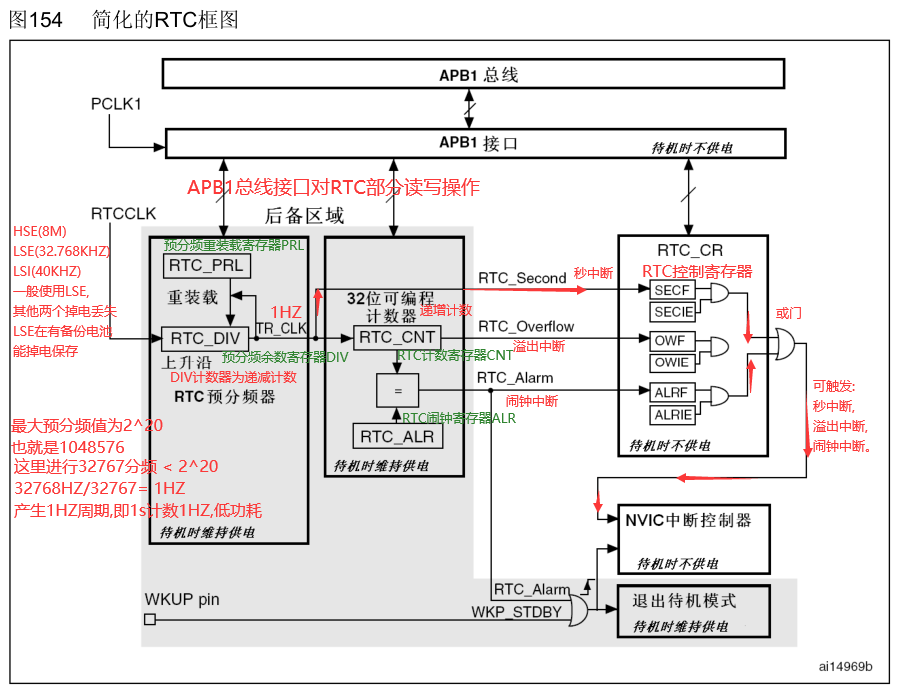 图154 简化的RTC框图
APB1 总线
PCLK1
APB1 接口
待机时不供电
APB1总线接口对RTC部分读写操作
RTCCLK
后备区域
HSE(8M)
LSE(32.768KHZ)
LSI(40KHZ)
一般使用LSE,
其他两个掉电丢失
LSE在有备份电池
能掉电保存
预分频重装载寄存器PRL
RTC_PRL
重装载
1HZ
TR_CLK
RTC_DIV
上升沿
预分频余数寄存器DIV
DIV计数器为递减计数
RTC预分频器
最大预分频值为2^20
也就是1048576
这里进行32767分频 < 2^20
32768HZ/32767= 1HZ
产生1HZ周期,即1s计数1HZ,低功耗
待机时维持供电
32位可编程
计数器
递增计数
RTC_CNT
RTC计数寄存器CNT
=
RTC闹钟寄存器ALR
RTC_ALR
待机时维持供电
RTC_Second
秒中断
RTC_Overflow
溢出中断
RTC_Alarm
闹钟中断
RTC_CR
RTC控制寄存器
SECF
SECIE
OWF
OWIE
ALRF
ALRIE
待机时不供电
或门
可触发:
秒中断,
溢出中断,
闹钟中断。
NVIC中断控制器
待机时不供电
RTC_Alarm
WKUP pin
WKP_STDBY
退出待机模式
待机时维持供电
ai14969b